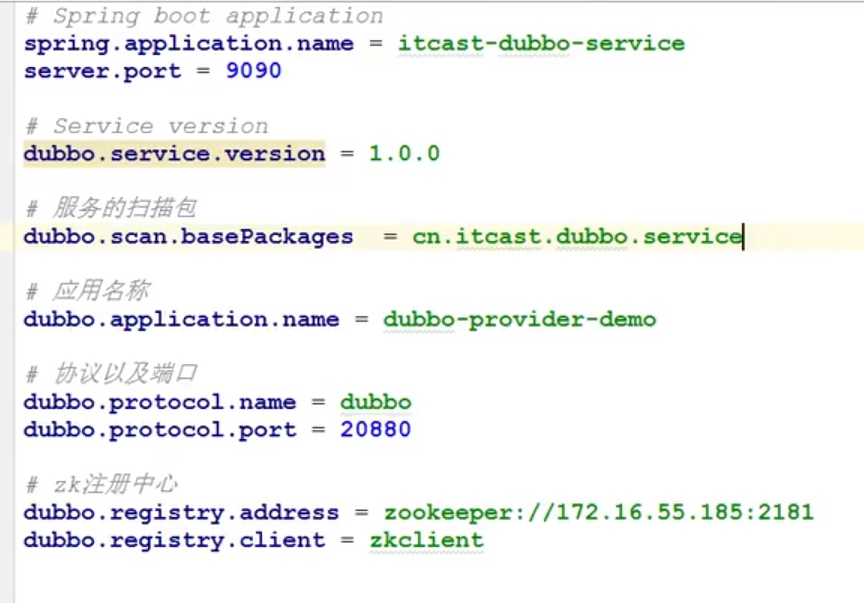 # Spring boot application
spring.application.name = itcast-dubbo-service
server.port = 9090
# Service version
dubbo.service.version = 1.0.0
# 服务的扫描包
dubbo.scan.basePackages  = cn.itcast.dubbo.service
# 应用名称
dubbo.application.name = dubbo-provider-demo
# 协议以及端口
dubbo.protocol.name = dubbo
dubbo.protocol.port = 20880
# zk注册中心
dubbo.registry.address = zookeeper://172.16.55.185:2181
dubbo.registry.client = zkclient